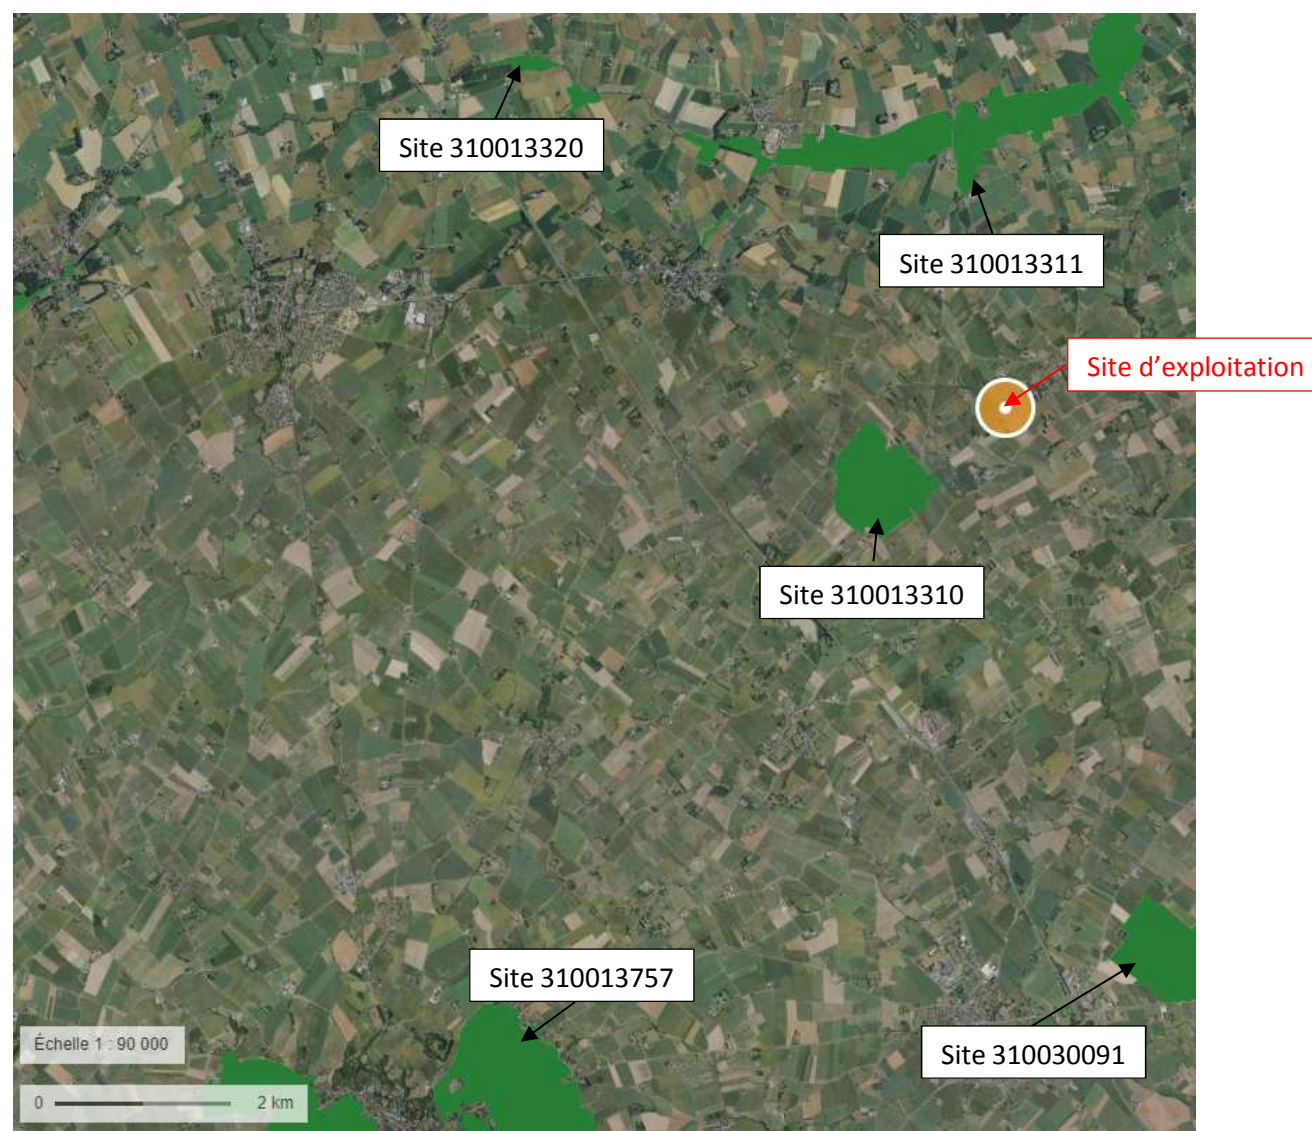 Site 310013320
Site 310013311
Site d’exploitation
Site 310013310
Site 310013757
Site 310030091
Échelle 1 : 90 000
0 2 km